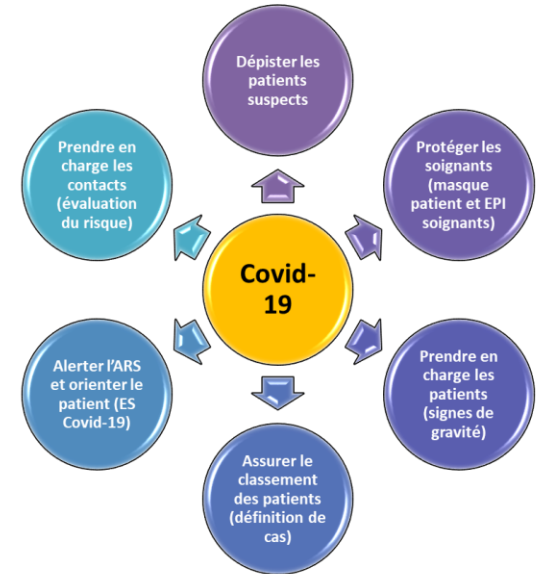 Dépister les
patients
suspects
Protéger les
soignants
(masque
patient et EPI
soignants)
Prendre en
charge les
patients
(signes de
gravité)
Assurer le
classement
des patients
(définition de
cas)
Alerter l'ARS
et orienter le
patient (ES
Covid-19)
Prendre en
charge les
contacts
(évaluation
du risque)
Covid-
19